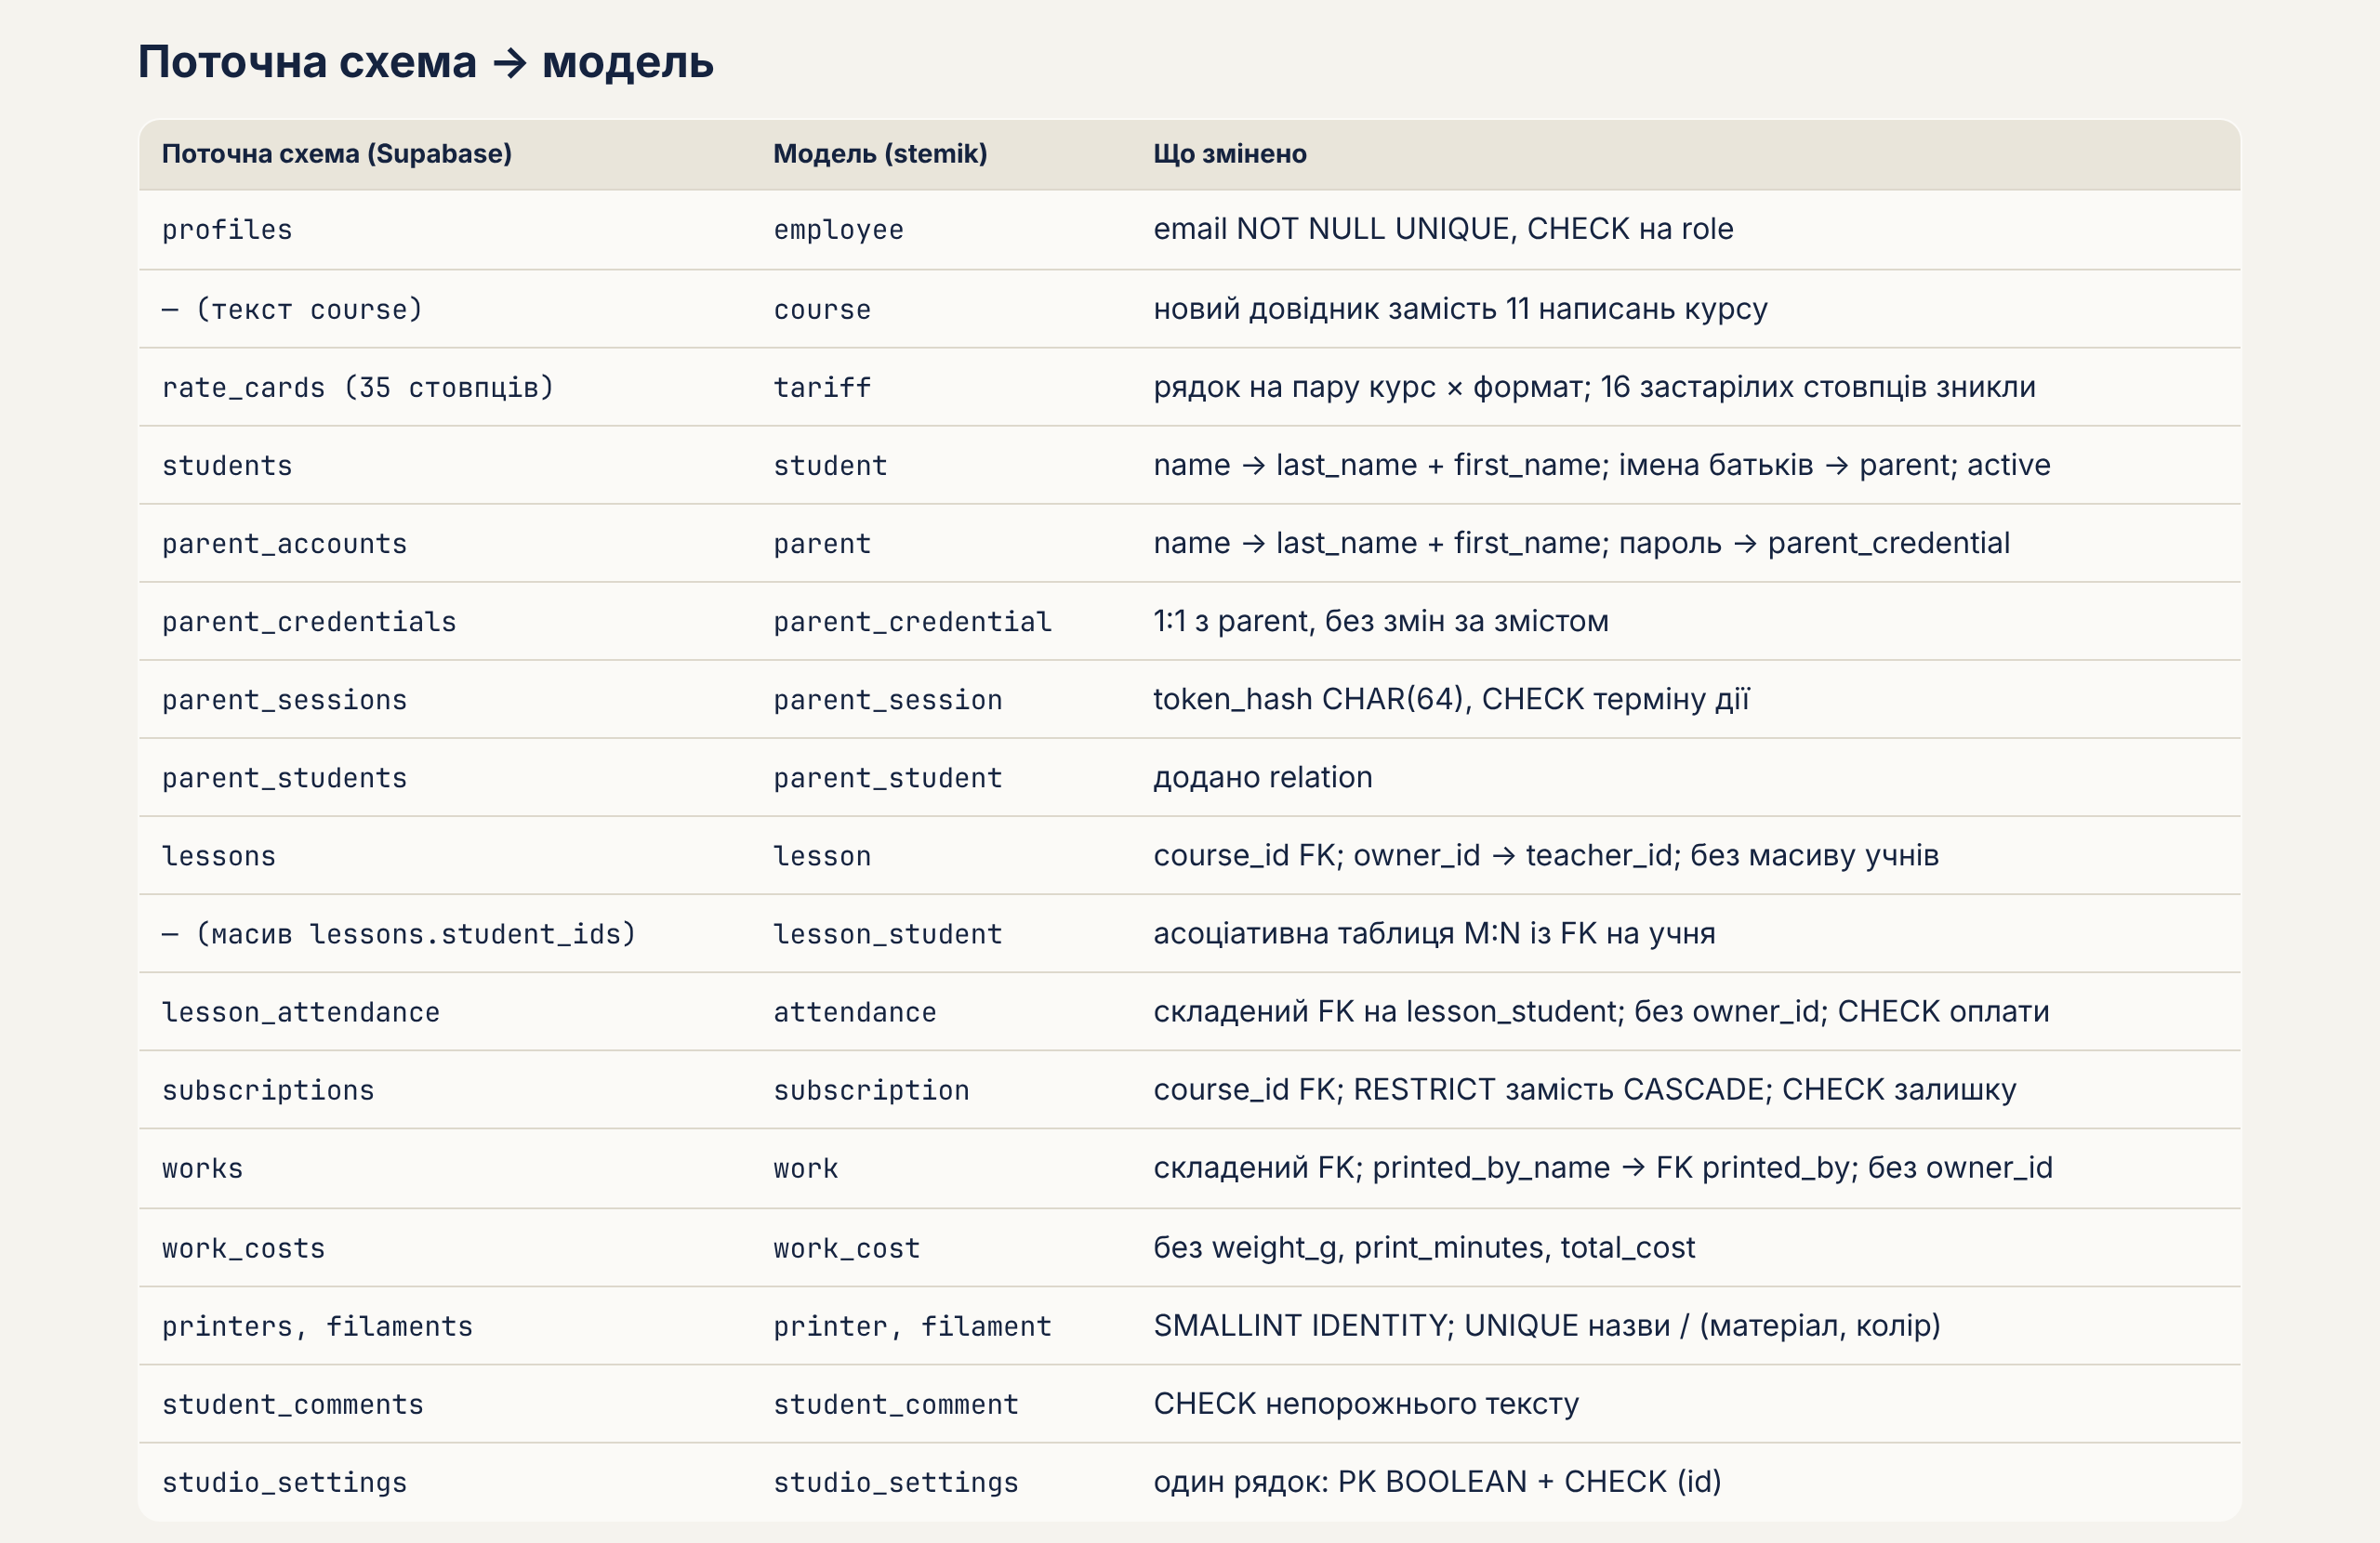 Поточна схема → модель
Поточна схема (Supabase) Модель (stemik) Що змінено
profiles employee email NOT NULL UNIQUE, CHECK на role
— (текст course) course новий довідник замість 11 написань курсу
rate_cards (35 стовпців) tariff рядок на пару курс × формат; 16 застарілих стовпців зникли
students student name → last_name + first_name; імена батьків → parent; active
parent_accounts parent name → last_name + first_name; пароль → parent_credential
parent_credentials parent_credential 1:1 з parent, без змін за змістом
parent_sessions parent_session token_hash CHAR(64), CHECK терміну дії
parent_students parent_student додано relation
lessons lesson course_id FK; owner_id → teacher_id; без масиву учнів
— (масив lessons.student_ids) lesson_student асоціативна таблиця M:N із FK на учня
lesson_attendance attendance складений FK на lesson_student; без owner_id; CHECK оплати
subscriptions subscription course_id FK; RESTRICT замість CASCADE; CHECK залишку
works work складений FK; printed_by_name → FK printed_by; без owner_id
work_costs work_cost без weight_g, print_minutes, total_cost
printers, filaments printer, filament SMALLINT IDENTITY; UNIQUE назви / (матеріал, колір)
student_comments student_comment CHECK непорожнього тексту
studio_settings studio_settings один рядок: PK BOOLEAN + CHECK (id)